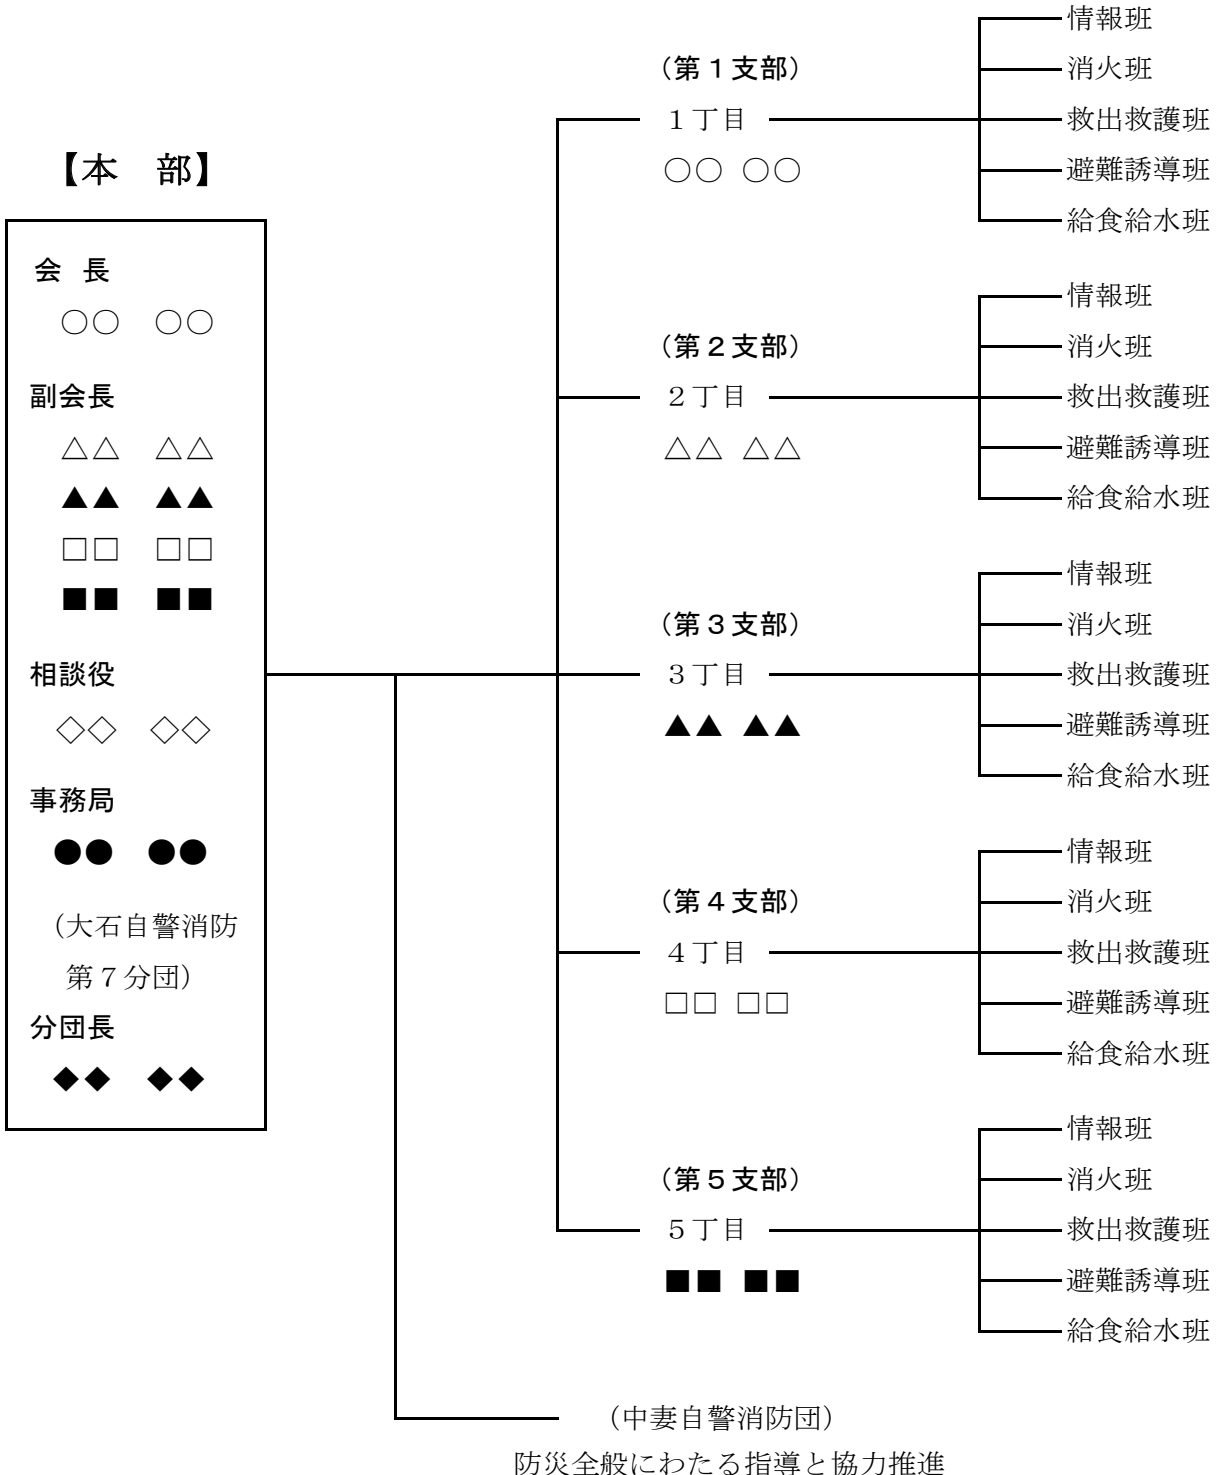 【本　部】
会 長
○○　○○
副会長
△△　△△
▲▲　▲▲
□□　□□
■■　■■
相談役
◇◇　◇◇
事務局
●●　●●
（大石自警消防
第７分団）
分団長
◆◆　◆◆
（第１支部）
１丁目
○○ ○○
情報班
消火班
救出救護班
避難誘導班
給食給水班
（第２支部）
２丁目
△△ △△
情報班
消火班
救出救護班
避難誘導班
給食給水班
（第３支部）
３丁目
▲▲ ▲▲
情報班
消火班
救出救護班
避難誘導班
給食給水班
（第４支部）
４丁目
□□ □□
情報班
消火班
救出救護班
避難誘導班
給食給水班
（第５支部）
５丁目
■■ ■■
情報班
消火班
救出救護班
避難誘導班
給食給水班
（中妻自警消防団）
防災全般にわたる指導と協力推進